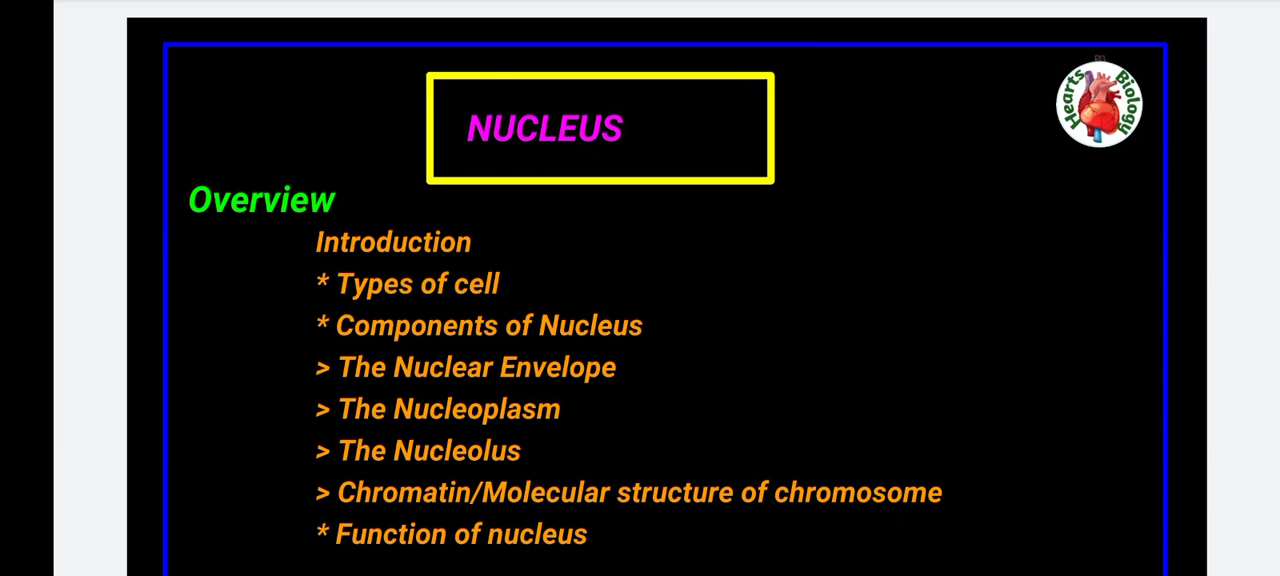 NUCLEUS
Hearts Biology
Overview
Introduction
* Types of cell
* Components of Nucleus
> The Nuclear Envelope
> The Nucleoplasm
> The Nucleolus
> Chromatin/Molecular structure of chromosome
* Function of nucleus